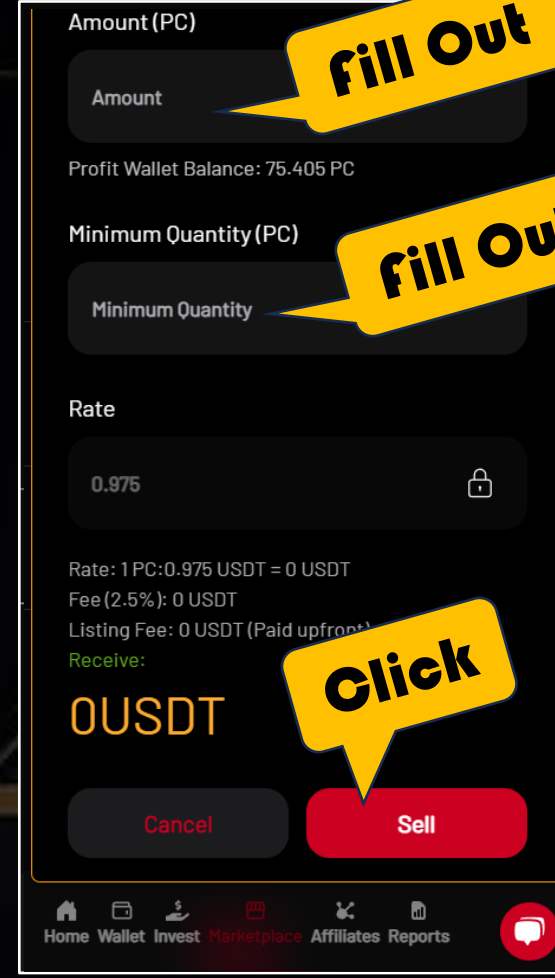 Amount (PC)
Fill Out
Amount
Profit Wallet Balance: 75.405 PC
Minimum Quantity (PC)
Fill Ou
Minimum Quantity
Rate
0.975
Rate: 1 PC:0.975 USDT = 0 USDT
Fee (2.5%): 0 USDT
Listing Fee: 0 USDT (Paid upfront)
Receive:
Click
0USDT
Cancel
Sell
Home Wallet Invest Marketplace Affiliates Reports